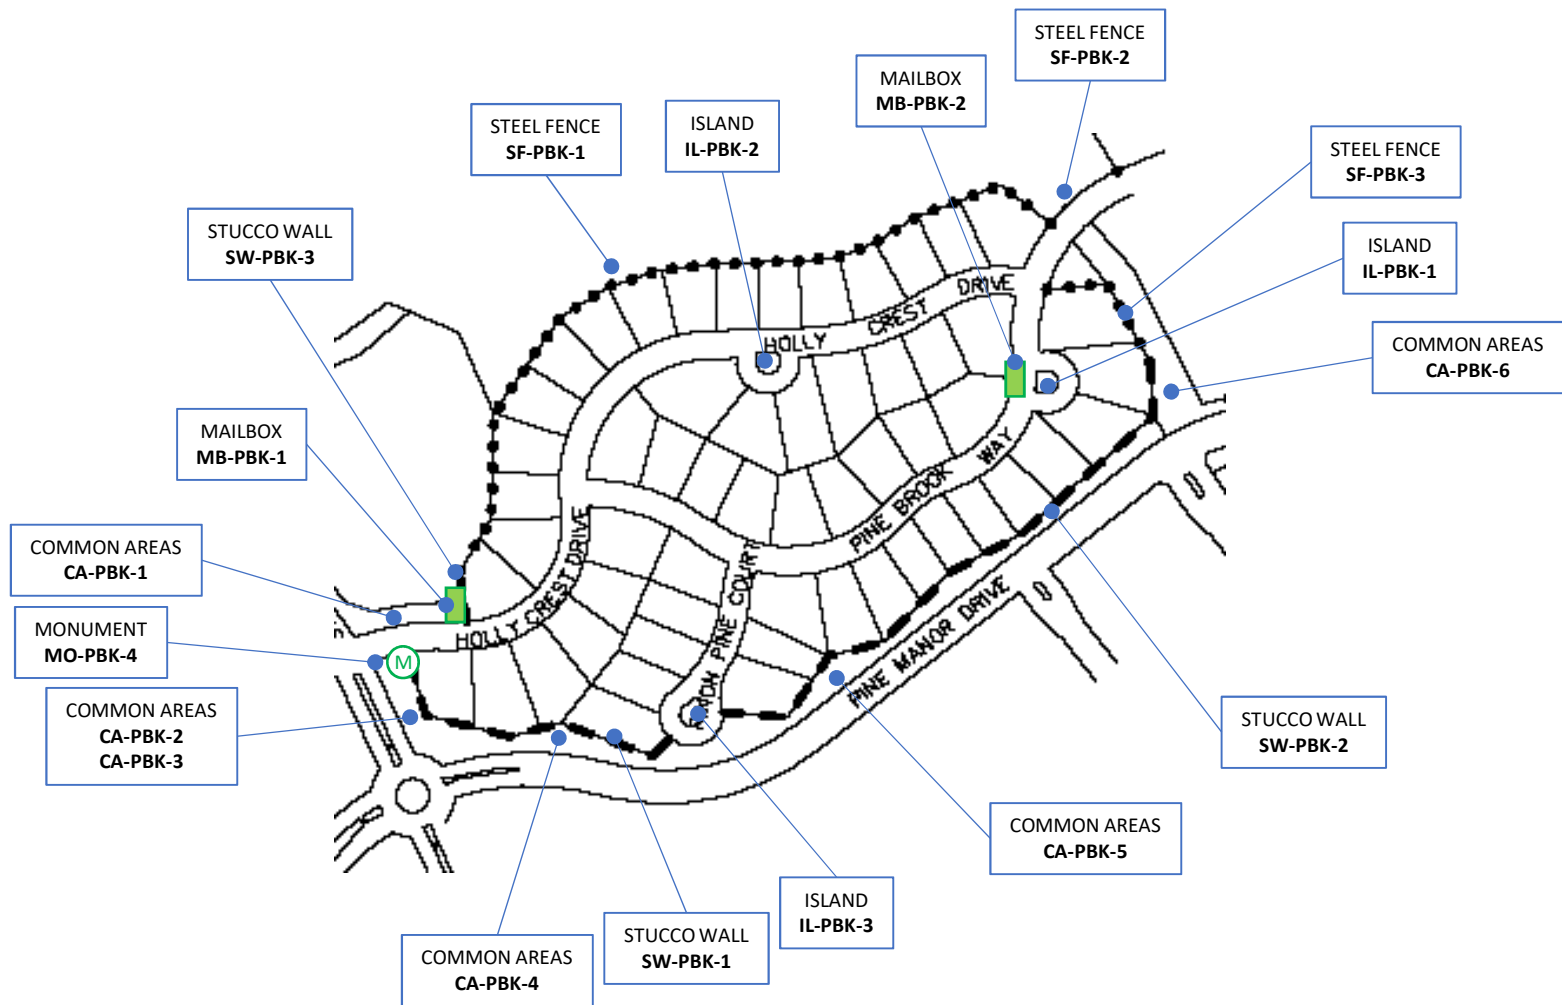 STEEL FENCE
SF-PBK-2
MAILBOX
MB-PBK-2
STEEL FENCE
SF-PBK-1
ISLAND
IL-PBK-2
STEEL FENCE
SF-PBK-3
STUCCO WALL
SW-PBK-3
ISLAND
IL-PBK-1
HOLLY CREST DRIVE
COMMON AREAS
CA-PBK-6
MAILBOX
MB-PBK-1
PINE BROOK WAY
COMMON AREAS
CA-PBK-1
HOLLY CREST DRIVE
PINE COURT
PINE MANOR DRIVE
MONUMENT
MO-PBK-4
M
COMMON AREAS
CA-PBK-2
CA-PBK-3
STUCCO WALL
SW-PBK-2
COMMON AREAS
CA-PBK-5
ISLAND
IL-PBK-3
STUCCO WALL
SW-PBK-1
COMMON AREAS
CA-PBK-4